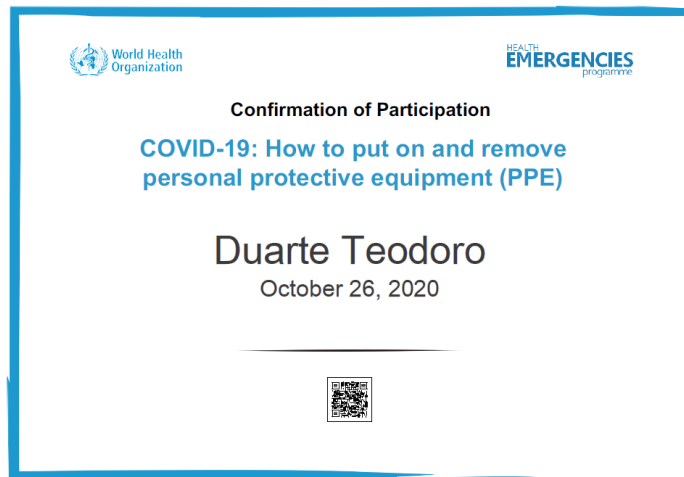 World Health
Organization
HEALTH
EMERGENCIES
programme
Confirmation of Participation
COVID-19: How to put on and remove
personal protective equipment (PPE)
Duarte Teodoro
October 26, 2020